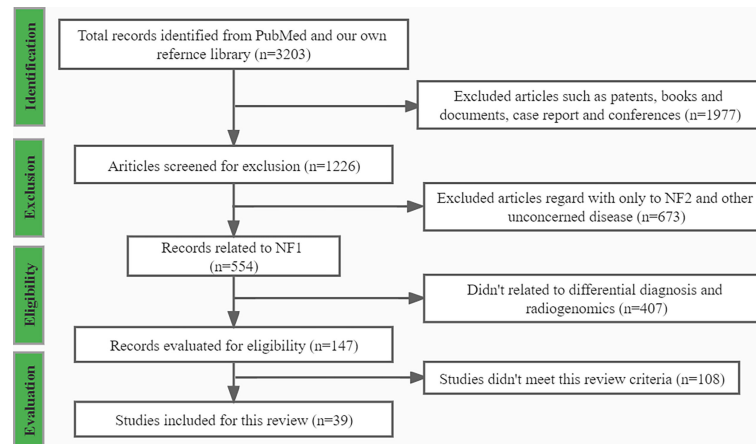 Identification
Total records identified from PubMed and our own
refernce library (n=3203)
Excluded articles such as patents, books and
documents, case report and conferences (n=1977)
Exclusion
Ariticles screened for exclusion (n=1226)
Excluded articles regard with only to NF2 and other
unconcerned disease (n=673)
Records related to NF1
(n=554)
Eligibility
Didn't related to differential diagnosis and
radiogenomics (n=407)
Records evaluated for eligibility (n=147)
Evaluation
Studies didn't meet this review criteria (n=108)
Studies included for this review (n=39)